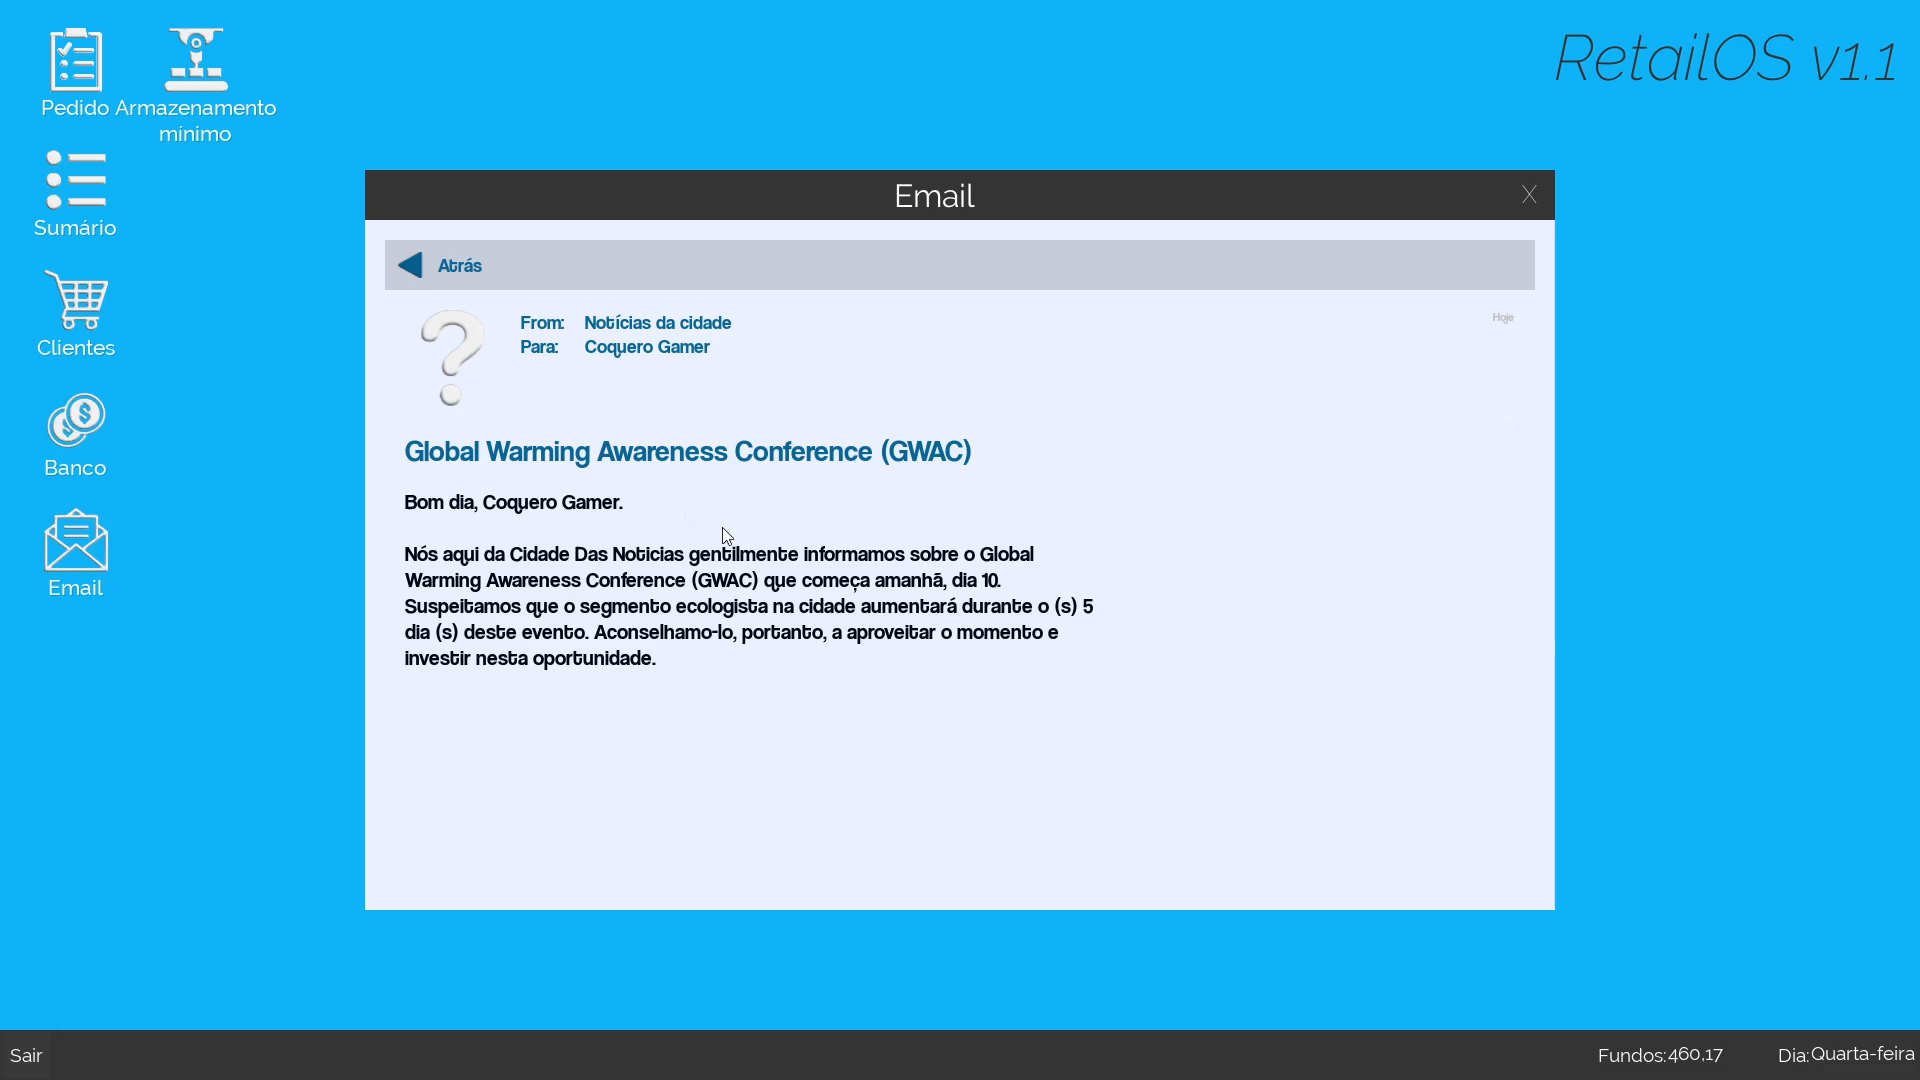 RetailOS v1.1
Pedido
Armazenamento
mínimo
Sumário
Clientes
Banco
Email
Email
X
Atrás
From: Notícias da cidade
Hoje
Para: Coquero Gamer
Global Warming Awareness Conference (GWAC)
Bom dia, Coquero Gamer.
Nós aqui da Cidade Das Noticias gentilmente informamos sobre o Global
Warming Awareness Conference (GWAC) que começa amanhã, dia 10.
Suspeitamos que o segmento ecologista na cidade aumentará durante o (s) 5
dia (s) deste evento. Aconselhamo-lo, portanto, a aproveitar o momento e
investir nesta oportunidade.
Sair
Fundos:460,17
Dia:Quarta-feira